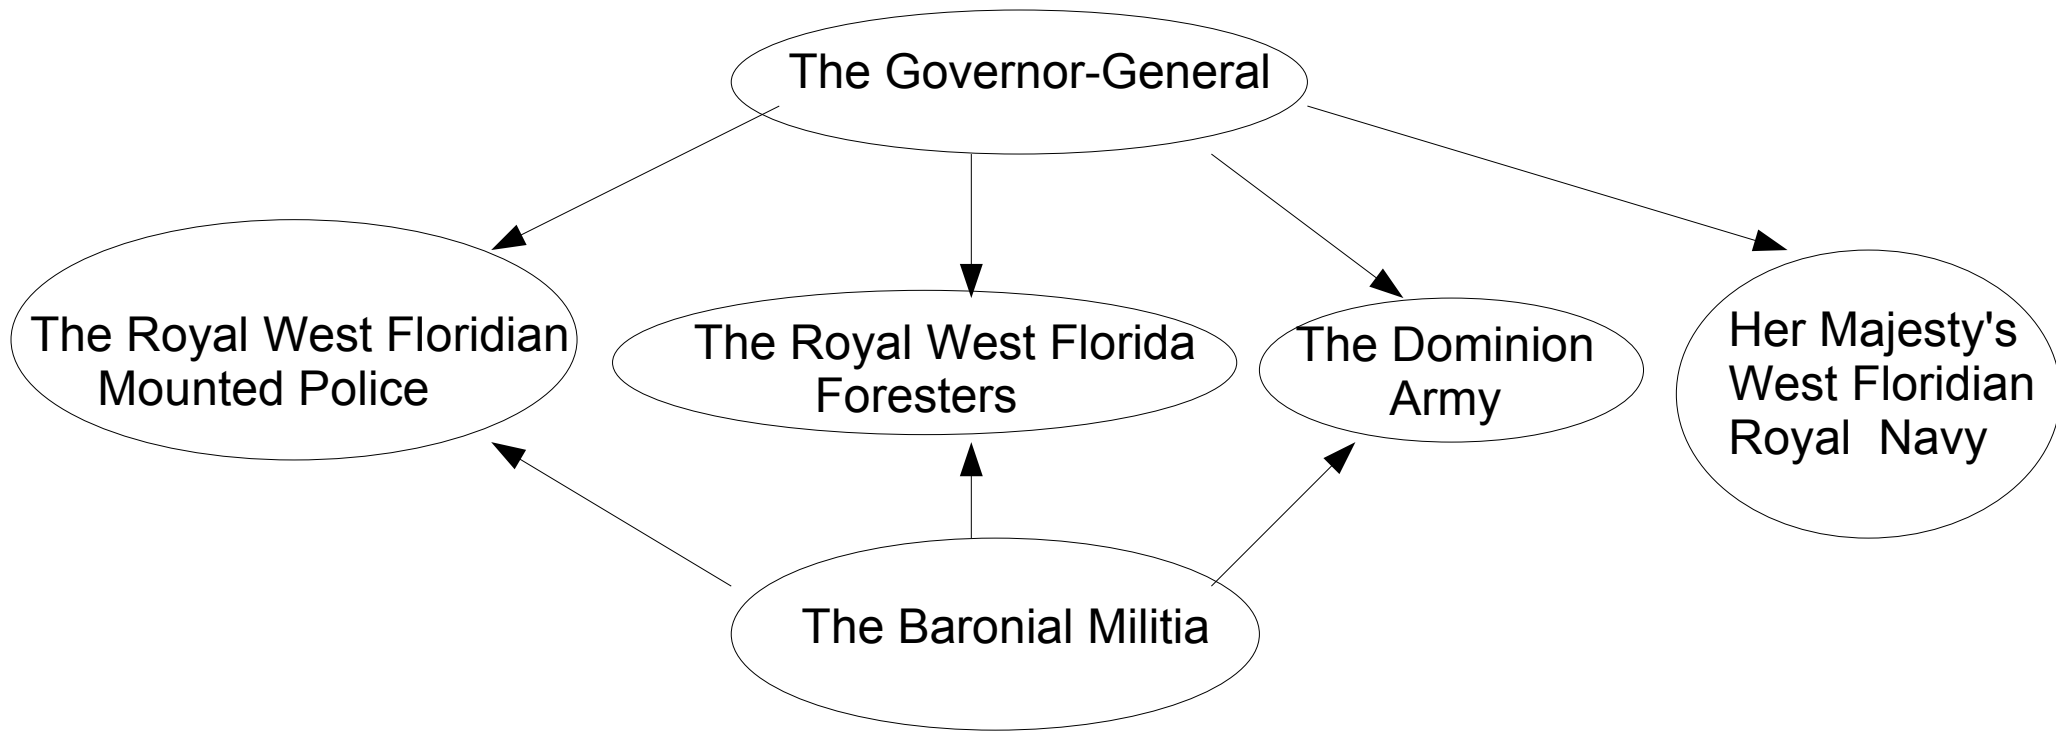 The Governor-General
The Royal West Floridian
Mounted Police
The Royal West Florida
Foresters
The Dominion
Army
Her Majesty's
West Floridian
Royal  Navy
The Baronial Militia